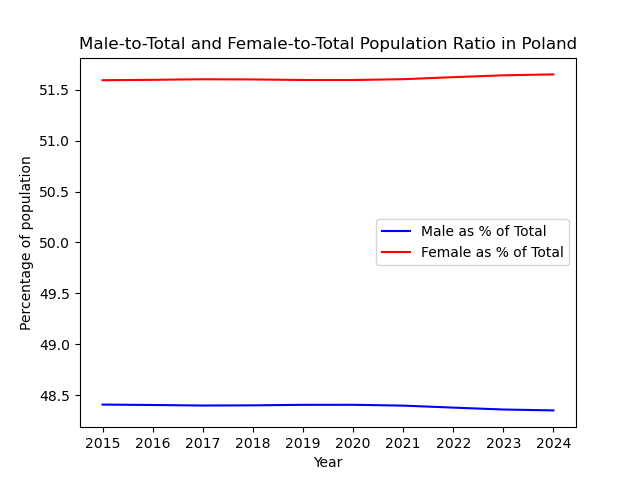 Male-to-Total and Female-to-Total Population Ratio in Poland
Percentage of population
51.5
51.0
50.5
50.0
49.5
49.0
48.5
Male as % of Total
Female as % of Total
2015 2016 2017 2018 2019 2020 2021 2022 2023 2024
Year